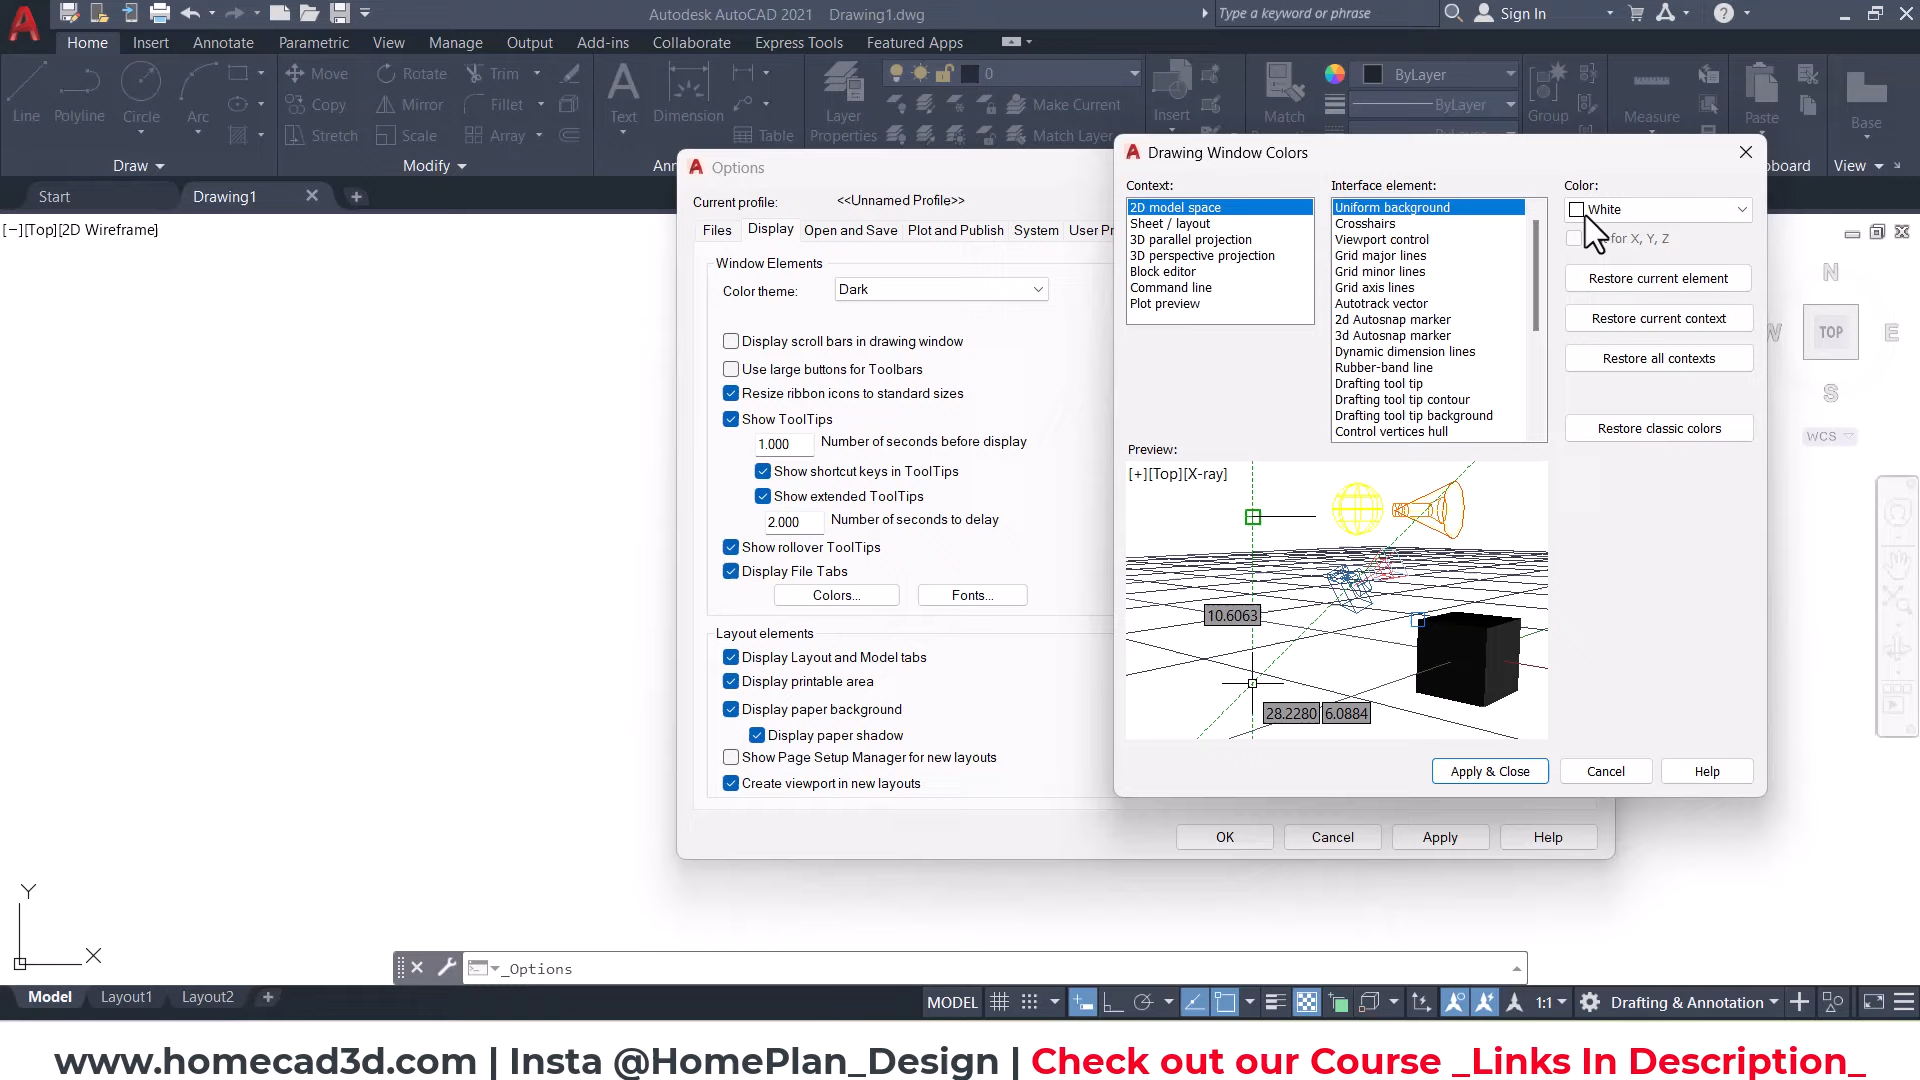 Autodesk AutoCAD 2021 Drawing1.dwg
Type a keyword or phrase
Sign In
Home Insert Annotate Parametric View Manage Output Add-ins Collaborate Express Tools Featured Apps
Line
Polyline
Circle
Arc
Move
Copy
Stretch
Rotate
Mirror
Scale
Trim
Fillet
Array
Text
Dimension
Table
Layer
Properties
0
Make Current
Match Layer
Insert
Match
ByLayer
ByLayer
Group
Measure
Paste
Base
Draw
Modify
View
Start
Drawing1
[−][Top][2D Wireframe]
Options
Current profile: <<Unnamed Profile>>
Files Display Open and Save Plot and Publish System User Pr
Window Elements
Color theme: Dark
Display scroll bars in drawing window
Use large buttons for Toolbars
Resize ribbon icons to standard sizes
Show ToolTips
1.000 Number of seconds before display
Show shortcut keys in ToolTips
Show extended ToolTips
2.000 Number of seconds to delay
Show rollover ToolTips
Display File Tabs
Colors... Fonts...
Layout elements
Display Layout and Model tabs
Display printable area
Display paper background
Display paper shadow
Show Page Setup Manager for new layouts
Create viewport in new layouts
OK Cancel Apply Help
Drawing Window Colors
Context:
2D model space
Sheet / layout
3D parallel projection
3D perspective projection
Block editor
Command line
Plot preview
Interface element:
Uniform background
Crosshairs
Viewport control
Grid major lines
Grid minor lines
Grid axis lines
Autotrack vector
2d Autosnap marker
3d Autosnap marker
Dynamic dimension lines
Rubber-band line
Drafting tool tip
Drafting tool tip contour
Drafting tool tip background
Control vertices hull
Color:
White
for X, Y, Z
Restore current element
Restore current context
Restore all contexts
Restore classic colors
Preview:
[+][Top][X-ray]
10.6063
28.2280 6.0884
Apply & Close Cancel Help
N
W TOP E
S
WCS
Y
X
_Options
Model Layout1 Layout2
MODEL
1:1
Drafting & Annotation
www.homecad3d.com | Insta @HomePlan_Design | Check out our Course _Links In Description_